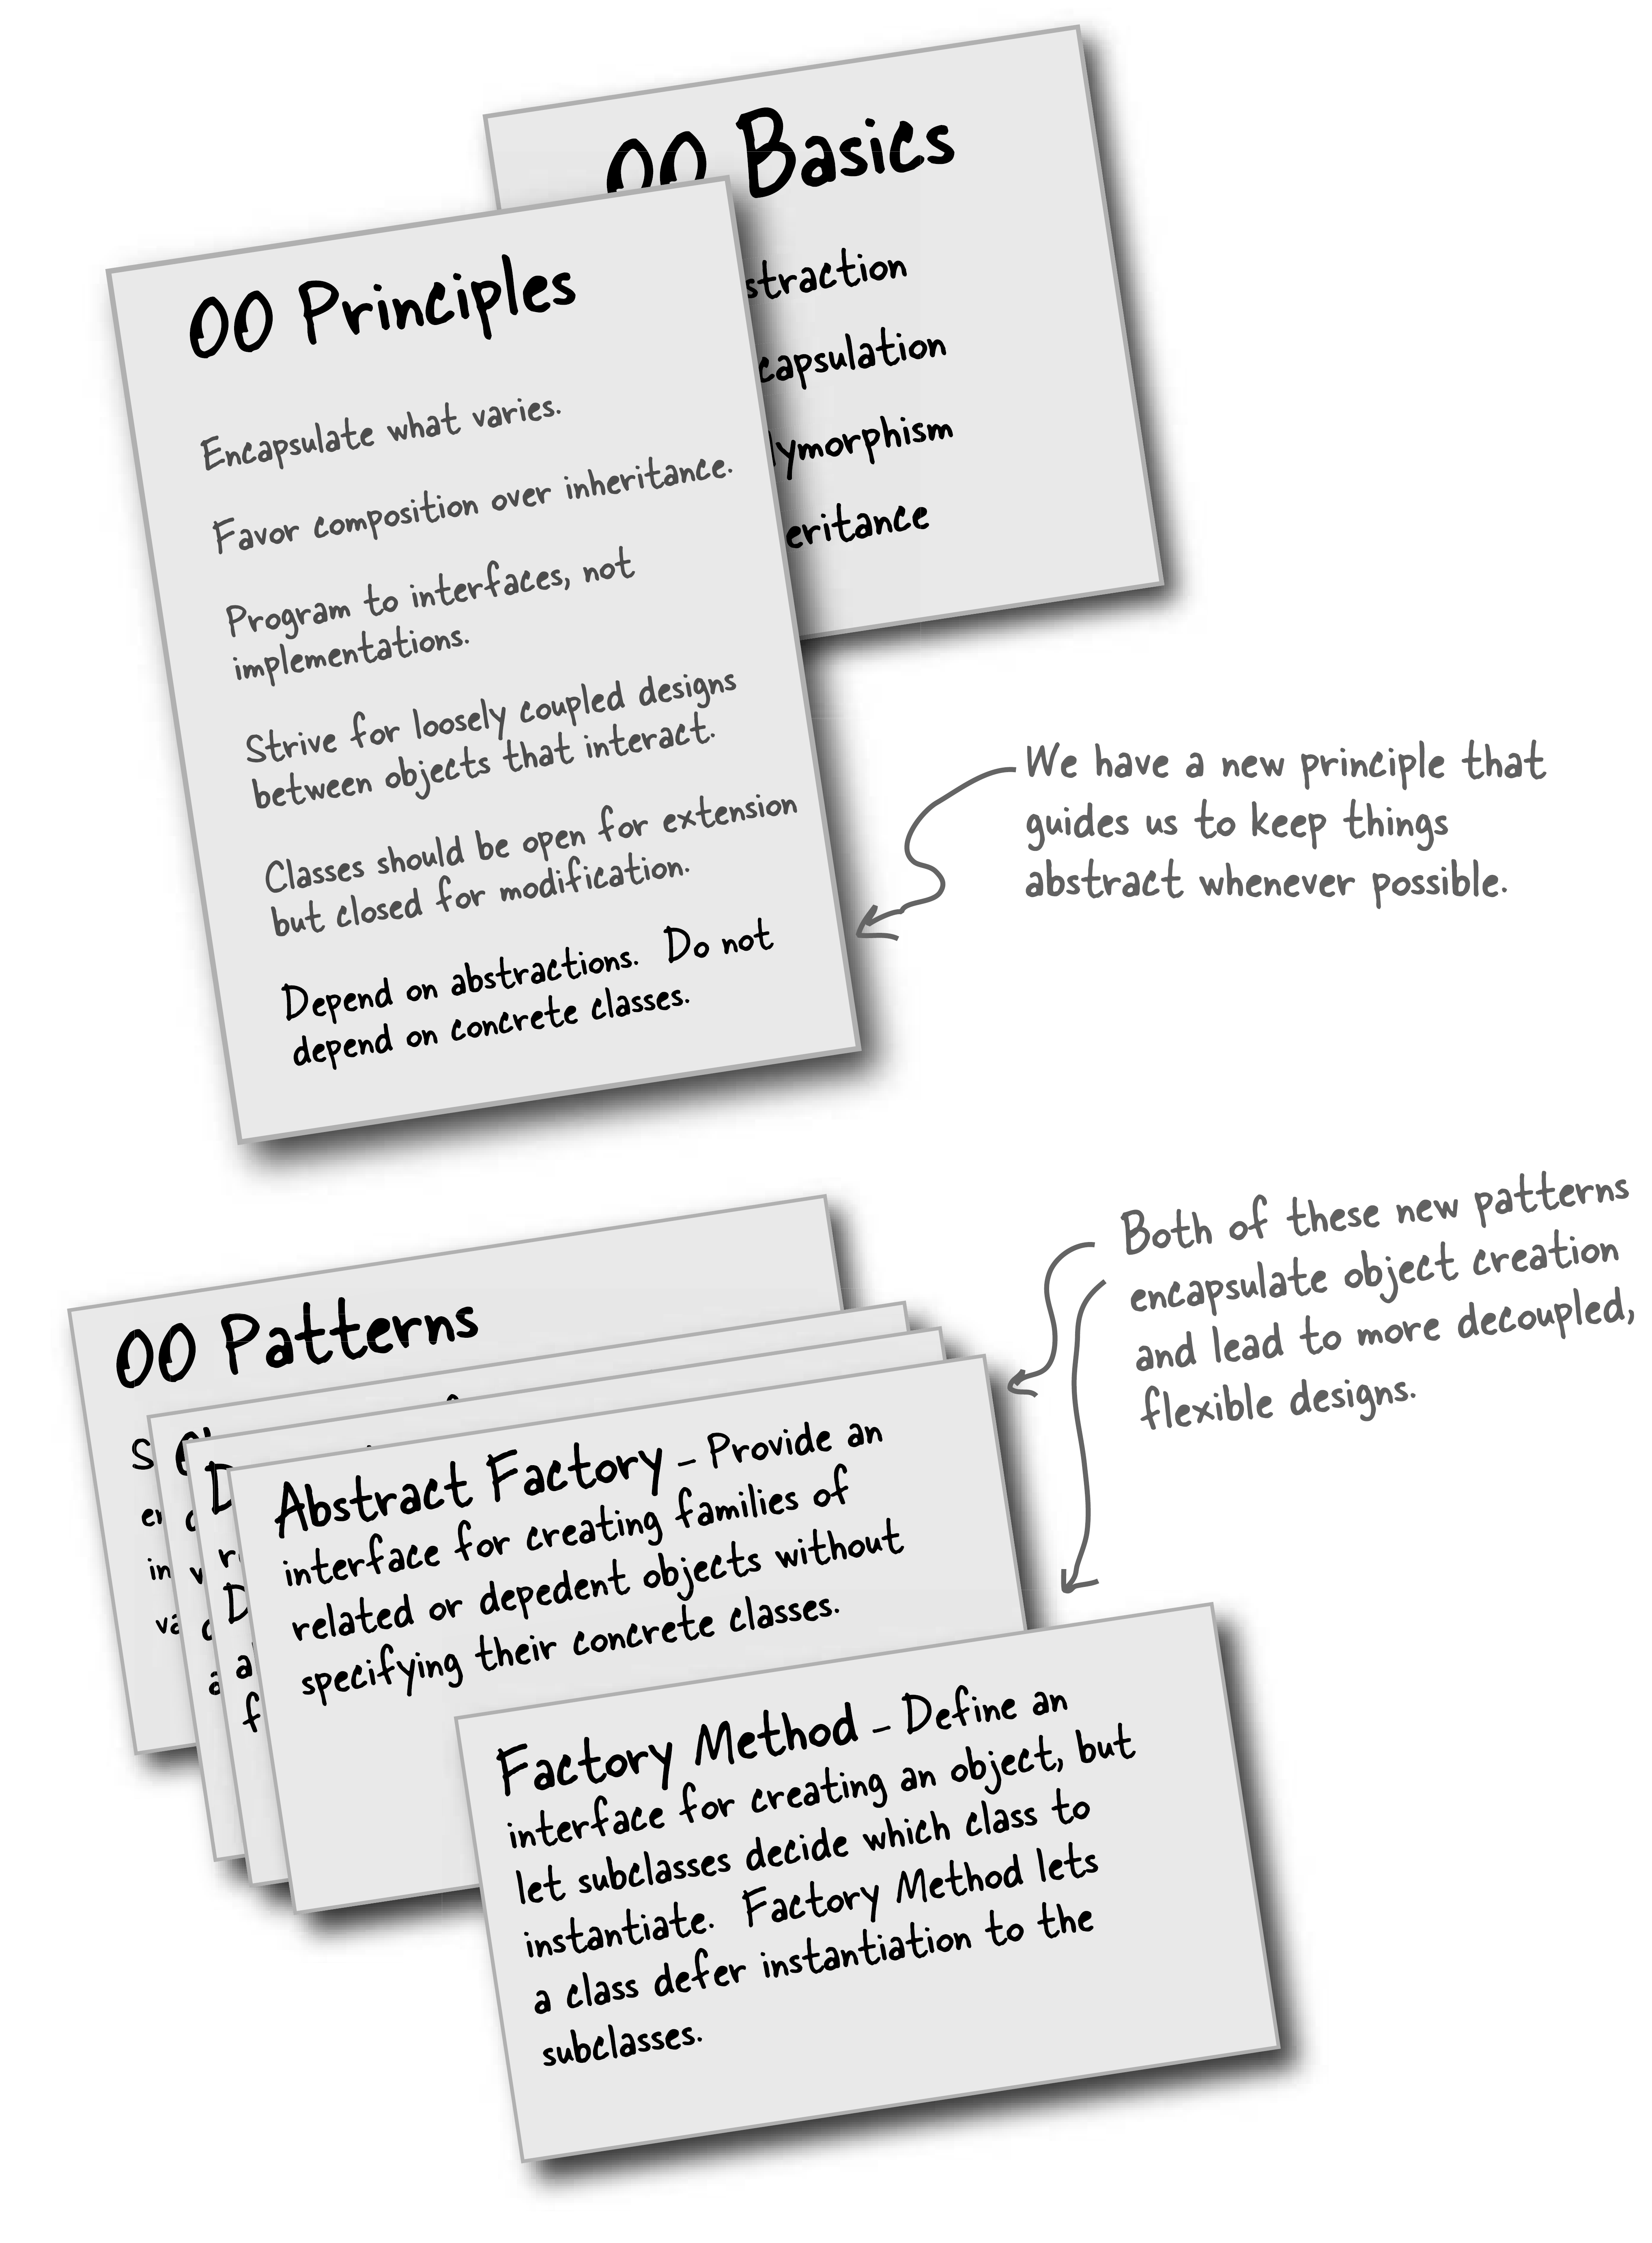 OO Basics
straction
capsulation
lymorphism
eritance
OO Principles
Encapsulate what varies.
Favor composition over inheritance.
Program to interfaces, not
implementations.
Strive for loosely coupled designs
between objects that interact.
Classes should be open for extension
but closed for modification.
Depend on abstractions. Do not
depend on concrete classes.
We have a new principle that
guides us to keep things
abstract whenever possible.
OO Patterns
Abstract Factory – Provide an
interface for creating families of
related or depedent objects without
specifying their concrete classes.
Both of these new patterns
encapsulate object creation
and lead to more decoupled,
flexible designs.
Factory Method – Define an
interface for creating an object, but
let subclasses decide which class to
instantiate. Factory Method lets
a class defer instantiation to the
subclasses.